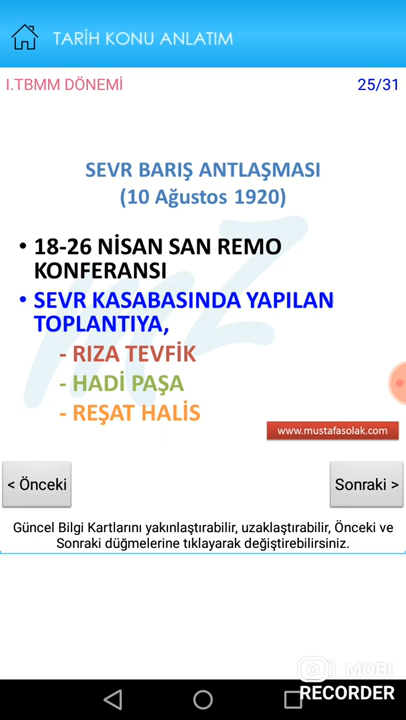 TARİH KONU ANLATIM
I.TBMM DÖNEMİ
25/31
SEVR BARIŞ ANTLAŞMASI
(10 Ağustos 1920)
• 18-26 NİSAN SAN REMO
KONFERANSI
• SEVR KASABASINDA YAPILAN
TOPLANTIYA,
- RIZA TEVFİK
- HADİ PAŞA
- REŞAT HALİS
www.mustafasolak.com
< Önceki
Sonraki >
Güncel Bilgi Kartlarını yakınlaştırabilir, uzaklaştırabilir, Önceki ve
Sonraki düğmelerine tıklayarak değiştirebilirsiniz.
MOBI
RECORDER